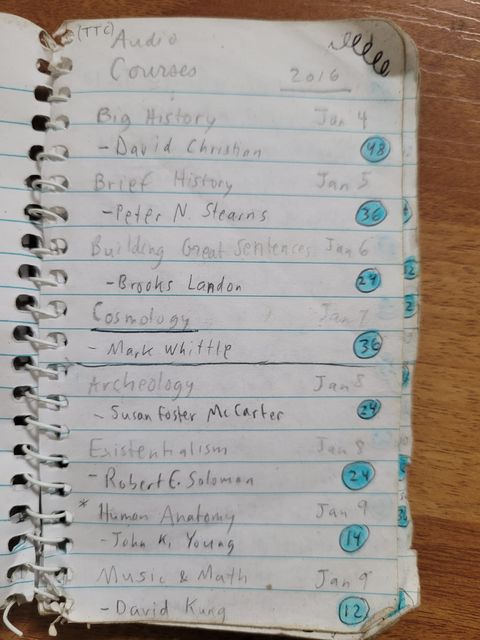 (TTC) Audio
Courses 2016
Big History Jan 4
- David Christian 48
Brief History Jan 5
- Peter N. Stearns 36
Building Great Sentences Jan 6
- Brooks Landon 24
Cosmology Jan 7
- Mark Whittle 36
Archeology Jan 8
- Susan Foster McCarter 24
Existentialism Jan 8
- Robert E. Soloman 24
* Human Anatomy Jan 9
- John K. Young 14
Music & Math Jan 9
- David Kung 12